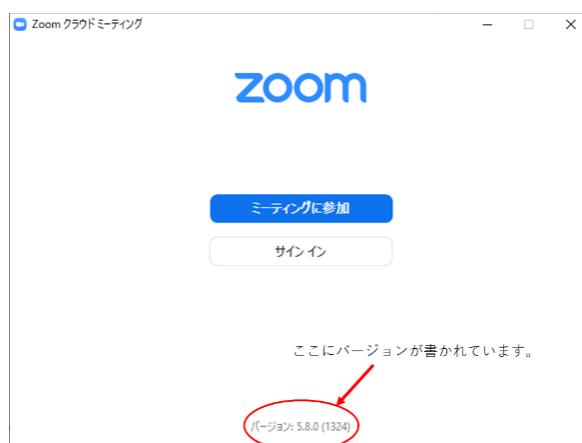 Zoom クラウド ミーティング
zoom
ミーティングに参加
サイン イン
ここにバージョンが書かれています。
バージョン: 5.8.0 (1324)